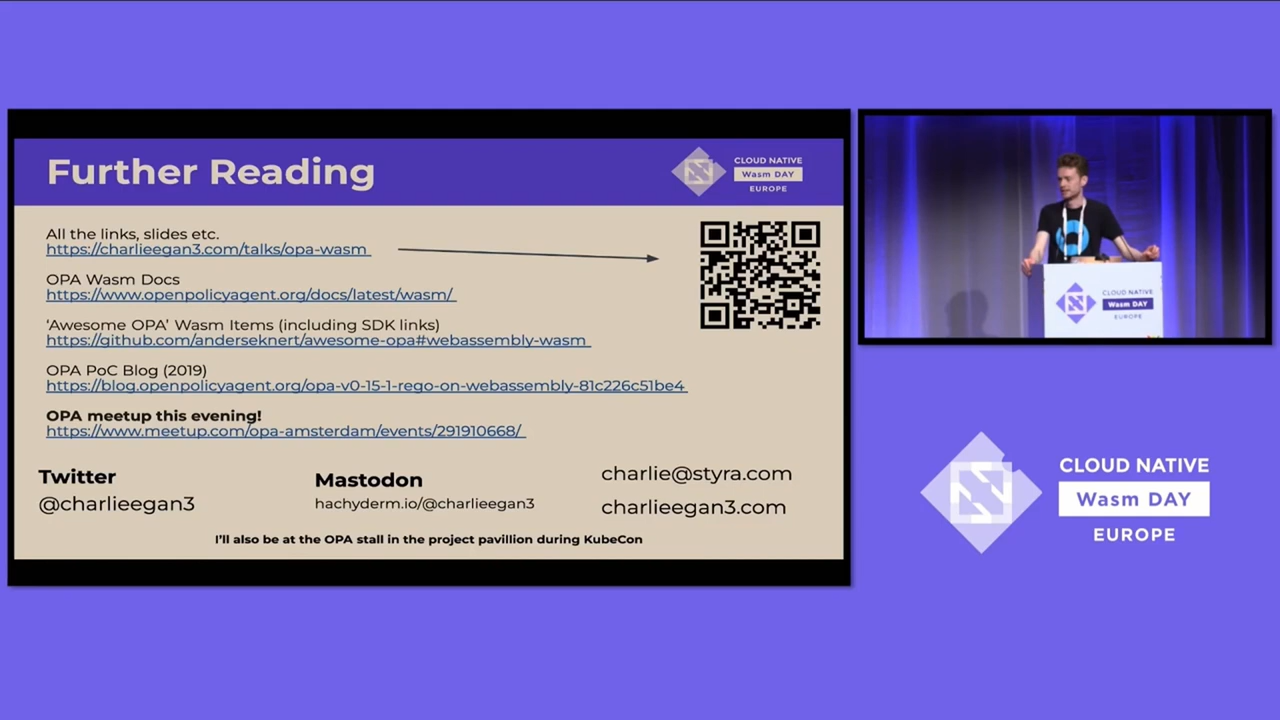 Further Reading
CLOUD NATIVE
Wasm DAY
EUROPE
All the links, slides etc.
https://charlieegan3.com/talks/opa-wasm
OPA Wasm Docs
https://www.openpolicyagent.org/docs/latest/wasm/
‘Awesome OPA’ Wasm Items (including SDK links)
https://github.com/anderseknert/awesome-opa#webassembly-wasm
OPA PoC Blog (2019)
https://blog.openpolicyagent.org/opa-v0-15-1-rego-on-webassembly-81c226c51be4
OPA meetup this evening!
https://www.meetup.com/opa-amsterdam/events/291910668/
Twitter
@charlieegan3
Mastodon
hachyderm.io/@charlieegan3
charlie@styra.com
charlieegan3.com
I’ll also be at the OPA stall in the project pavillion during KubeCon
CLOUD NATIVE
Wasm DAY
EUROPE
CLOUD NATIVE
Wasm DAY
EUROPE